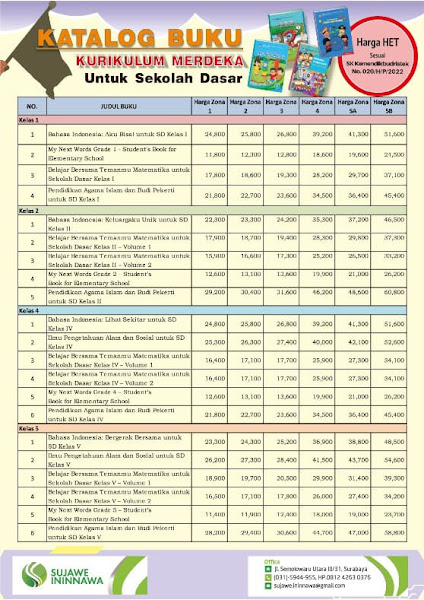 KATALOG BUKU
KURIKULUM MERDEKA
Untuk Sekolah Dasar
Harga HET
Sesuai
SK Kemendikbudristek
No. 020/H/P/2022
NO. JUDUL BUKU Harga Zona 1 Harga Zona 2 Harga Zona 3 Harga Zona 4 Harga Zona 5A Harga Zona 5B
Kelas 1
1 Bahasa Indonesia: Aku Bisa! untuk SD Kelas I 24,800 25,800 26,800 39,200 41,300 51,600
2 My Next Words Grade 1 - Student's Book for
Elementary School 11,800 12,300 12,800 18,600 19,600 24,500
3 Belajar Bersama Temanmu Matematika untuk
Sekolah Dasar Kelas I 17,800 18,600 19,300 28,200 29,700 37,100
4 Pendidikan Agama Islam dan Budi Pekerti
untuk SD Kelas I 21,800 22,700 23,600 34,500 36,400 45,400
Kelas 2
1 Bahasa Indonesia: Keluargaku Unik untuk SD
Kelas II 22,300 23,300 24,200 35,300 37,200 46,500
2 Belajar Bersama Temanmu Matematika untuk
Sekolah Dasar Kelas II – Volume 1 17,900 18,700 19,400 28,300 29,800 37,300
3 Belajar Bersama Temanmu Matematika untuk
Sekolah Dasar Kelas II – Volume 2 15,900 16,600 17,300 25,200 26,500 33,200
4 My Next Words Grade 2 – Student's
Book for Elementary School 12,600 13,100 13,600 19,900 21,000 26,200
5 Pendidikan Agama Islam dan Budi Pekerti
untuk SD Kelas II 29,200 30,400 31,600 46,200 48,600 60,800
Kelas 4
1 Bahasa Indonesia: Lihat Sekitar untuk SD
Kelas IV 24,800 25,800 26,800 39,200 41,300 51,600
2 Ilmu Pengetahuan Alam dan Sosial untuk SD
Kelas IV 25,300 26,300 27,400 40,000 42,100 52,600
3 Belajar Bersama Temanmu Matematika untuk
Sekolah Dasar Kelas IV – Volume 1 16,400 17,100 17,700 25,900 27,300 34,100
4 Belajar Bersama Temanmu Matematika untuk
Sekolah Dasar Kelas IV – Volume 2 16,400 17,100 17,700 25,900 27,300 34,100
5 My Next Words Grade 4 – Student's
Book for Elementary School 12,600 13,100 13,600 19,900 21,000 26,200
6 Pendidikan Agama Islam dan Budi Pekerti
untuk SD Kelas IV 21,800 22,700 23,600 34,500 36,400 45,400
Kelas 5
1 Bahasa Indonesia: Bergerak Bersama untuk
SD Kelas V 23,300 24,300 25,200 36,900 38,800 48,500
2 Ilmu Pengetahuan Alam dan Sosial untuk SD
Kelas V 26,200 27,300 28,400 41,500 43,700 54,600
3 Belajar Bersama Temanmu Matematika untuk
Sekolah Dasar Kelas V – Volume 1 18,900 19,700 20,500 29,900 31,400 39,300
4 Belajar Bersama Temanmu Matematika untuk
Sekolah Dasar Kelas V – Volume 2 16,500 17,100 17,800 26,000 27,400 34,200
5 My Next Words Grade 5 – Student's
Book for Elementary School 11,400 11,900 12,400 18,000 19,000 23,700
6 Pendidikan Agama Islam dan Budi Pekerti
untuk SD Kelas V 28,200 29,400 30,600 44,700 47,000 58,800
SUJAWE
ININNAWA
Office
Jl. Semolowaru Utara III/31, Surabaya
(031)-5944-955, HP.0812 4263 0376
sujaweininnawa@gmail.com